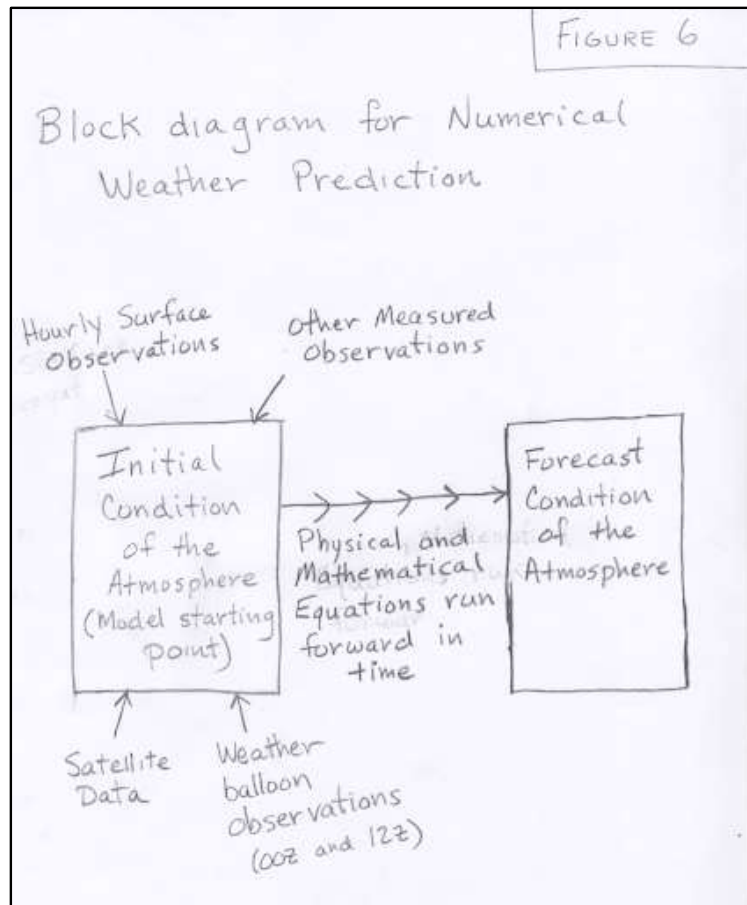 FIGURE 6
Block diagram for Numerical
Weather Prediction
Hourly Surface
Observations
Other Measured
Observations
Initial
Condition
of the
Atmosphere
(Model starting
point)
Physical and
Mathematical
Equations run
forward in
time
Forecast
Condition
of the
Atmosphere
Satellite
Data
Weather
balloon
observations
(00Z and 12Z)